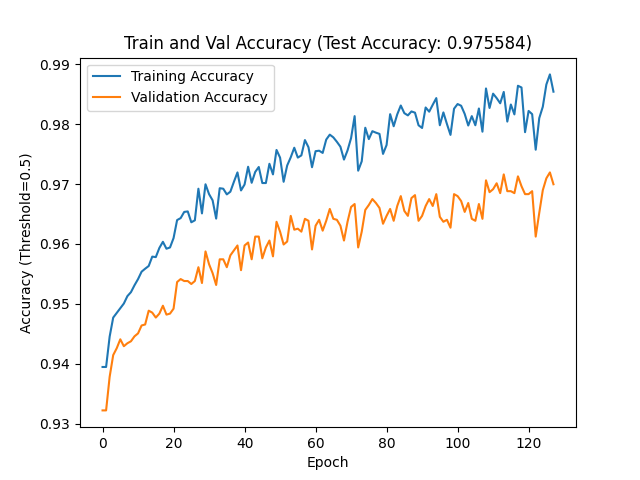 Train and Val Accuracy (Test Accuracy: 0.975584)
Training Accuracy
Validation Accuracy
Accuracy (Threshold=0.5)
0.99
0.98
0.97
0.96
0.95
0.94
0.93
0 20 40 60 80 100 120
Epoch